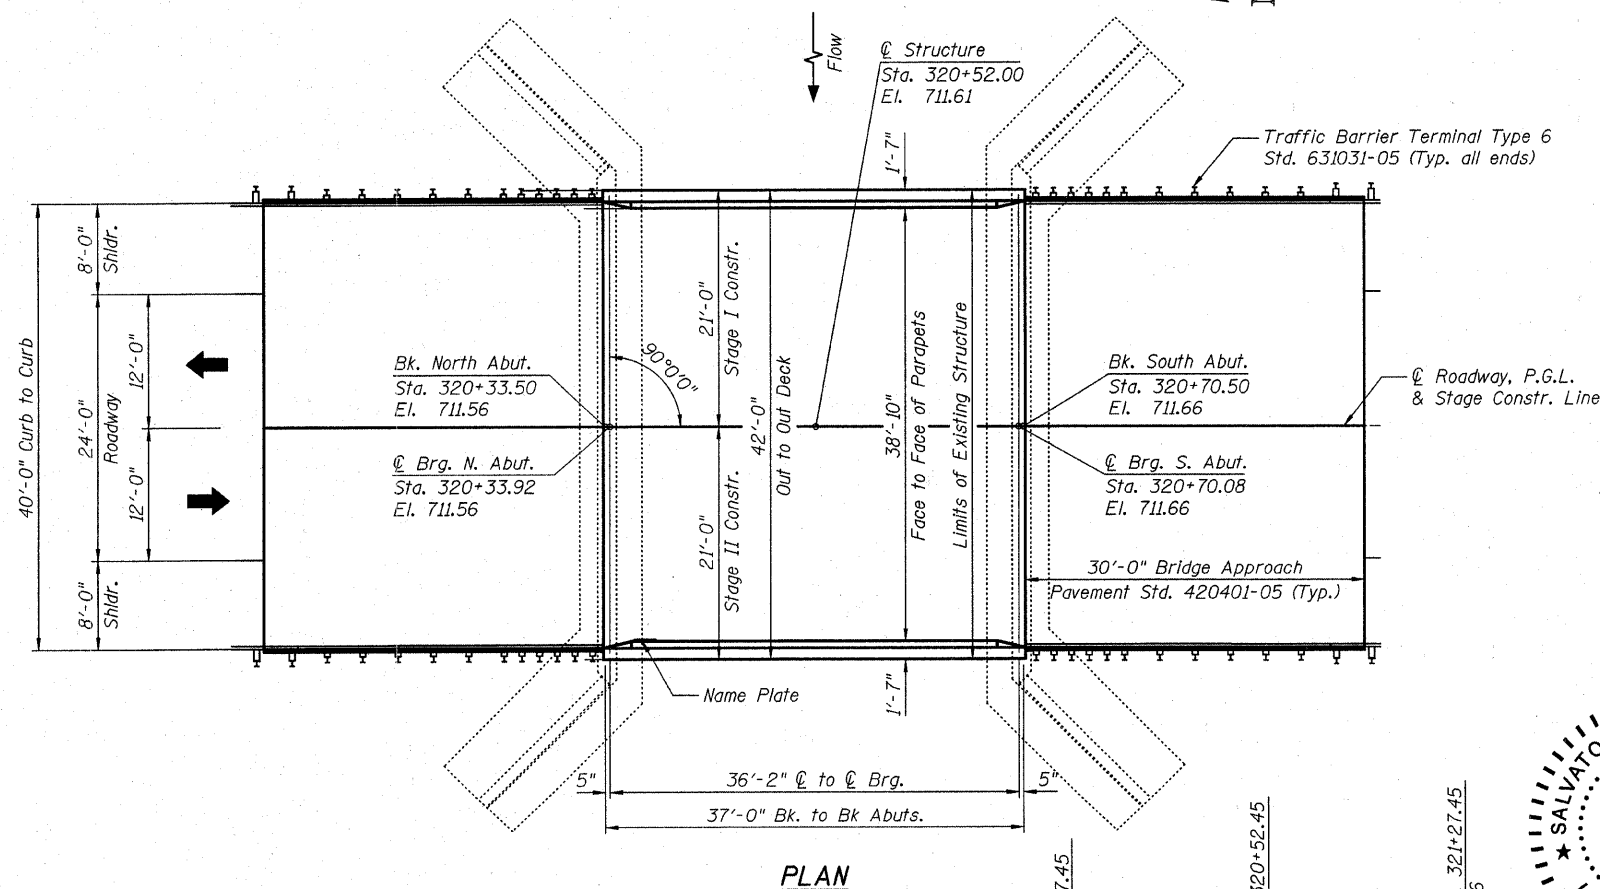 Flow
℄ Structure
Sta. 320+52.00
El. 711.61
1'-7"
Traffic Barrier Terminal Type 6
Std. 631031-05 (Typ. all ends)
40'-0" Curb to Curb
8'-0"
Shldr.
24'-0"
Roadway
12'-0"
12'-0"
8'-0"
Shldr.
Bk. North Abut.
Sta. 320+33.50
El. 711.56
℄ Brg. N. Abut.
Sta. 320+33.92
El. 711.56
90°0'0"
21'-0"
Stage I Constr.
21'-0"
Stage II Constr.
42'-0"
Out to Out Deck
38'-10"
Face to Face of Parapets
Limits of Existing Structure
Bk. South Abut.
Sta. 320+70.50
El. 711.66
℄ Brg. S. Abut.
Sta. 320+70.08
El. 711.66
℄ Roadway, P.G.L.
& Stage Constr. Line
30'-0" Bridge Approach
Pavement Std. 420401-05 (Typ.)
Name Plate
1'-7"
5"
36'-2" ℄ to ℄ Brg.
5"
37'-0" Bk. to Bk Abuts.
PLAN
7.45
320+52.45
321+27.45
★ SALVATO